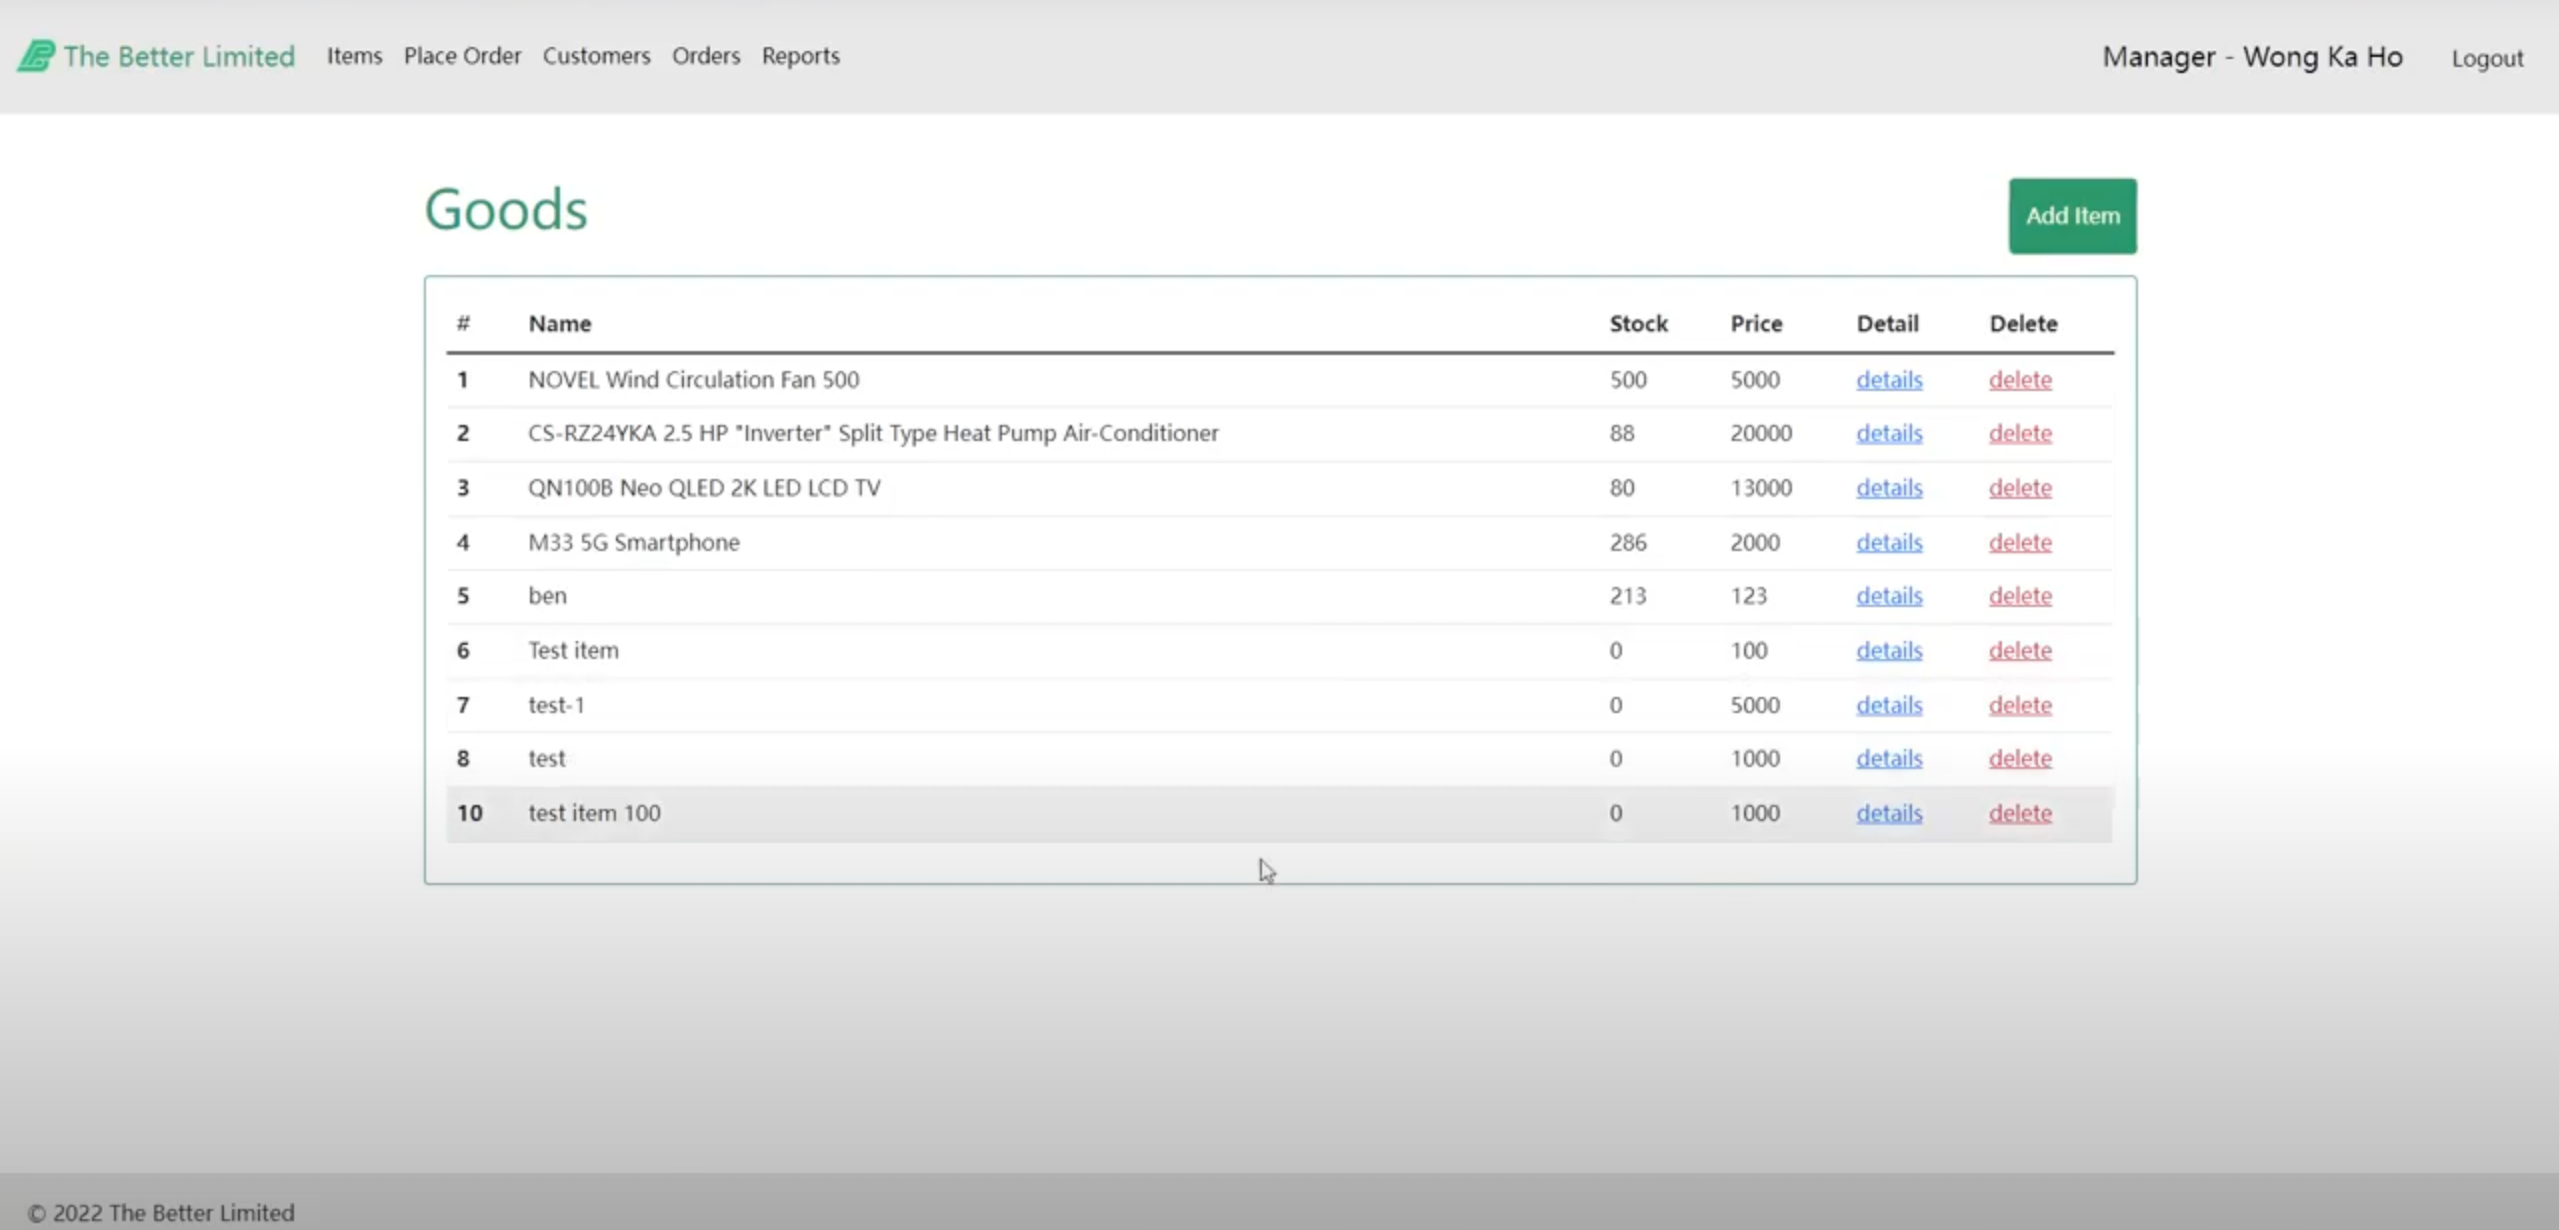 The Better Limited Items Place Order Customers Orders Reports Manager - Wong Ka Ho Logout
Goods Add Item
# Name Stock Price Detail Delete
1 NOVEL Wind Circulation Fan 500 500 5000 details delete
2 CS-RZ24YKA 2.5 HP "Inverter" Split Type Heat Pump Air-Conditioner 88 20000 details delete
3 QN100B Neo QLED 2K LED LCD TV 80 13000 details delete
4 M33 5G Smartphone 286 2000 details delete
5 ben 213 123 details delete
6 Test item 0 100 details delete
7 test-1 0 5000 details delete
8 test 0 1000 details delete
10 test item 100 0 1000 details delete
© 2022 The Better Limited